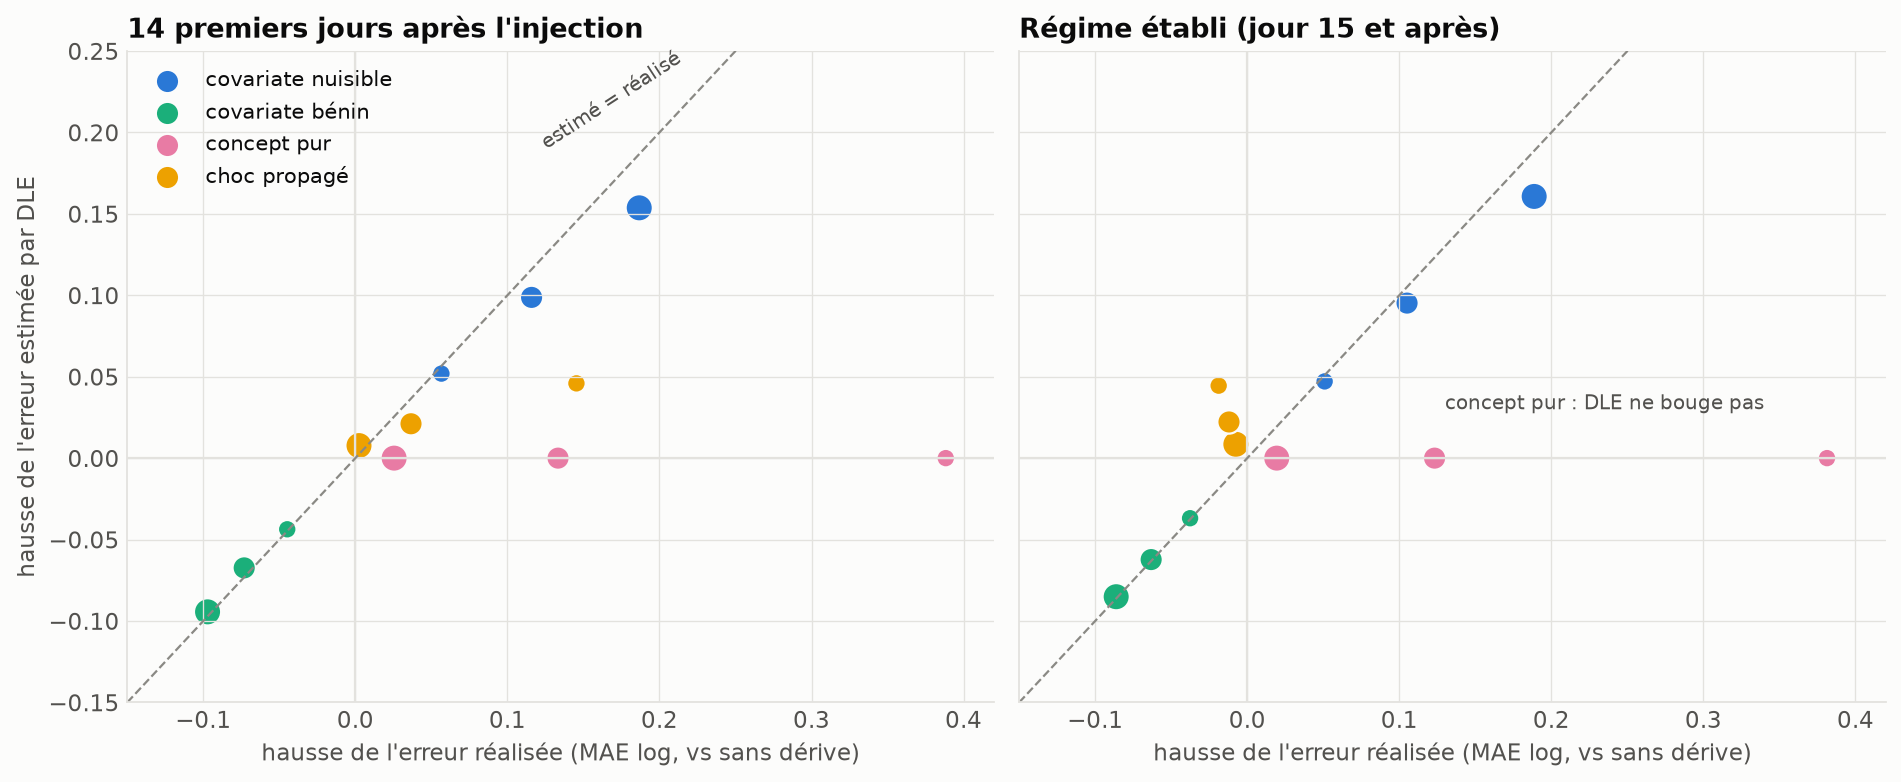 14 premiers jours après l'injection
Régime établi (jour 15 et après)
hausse de l'erreur estimée par DLE
0.25
0.20
0.15
0.10
0.05
0.00
−0.05
−0.10
−0.15
covariate nuisible
covariate bénin
concept pur
choc propagé
estimé = réalisé
concept pur : DLE ne bouge pas
−0.1 0.0 0.1 0.2 0.3 0.4
−0.1 0.0 0.1 0.2 0.3 0.4
hausse de l'erreur réalisée (MAE log, vs sans dérive)
hausse de l'erreur réalisée (MAE log, vs sans dérive)